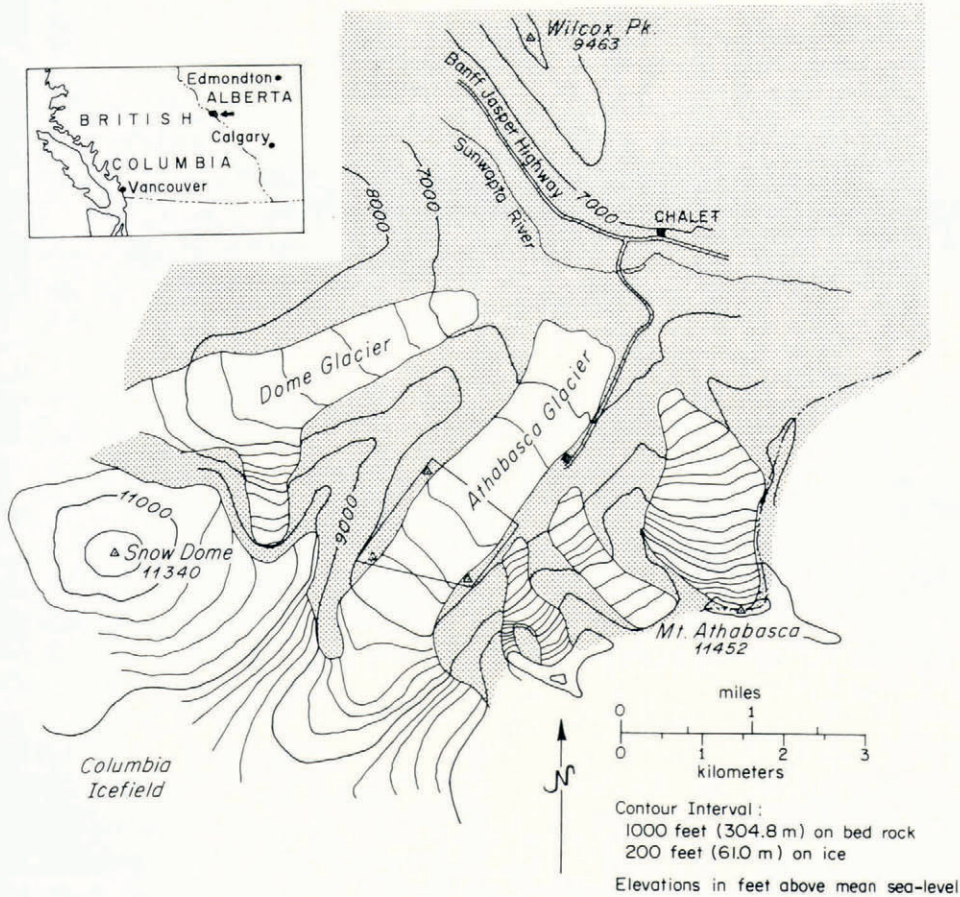 Wilcox Pk.
9463
Edmonton
ALBERTA
BRITISH
Calgary
COLUMBIA
Vancouver
Banff Jasper Highway
Sunwapta River
8000
7000
7000
CHALET
Dome Glacier
Athabasca Glacier
11000
Snow Dome
11340
9000
Mt. Athabasca
11452
Columbia
Icefield
N
miles
0 1
0 1 2 3
kilometers
Contour Interval :
1000 feet (304.8 m) on bed rock
200 feet (61.0 m) on ice
Elevations in feet above mean sea-level